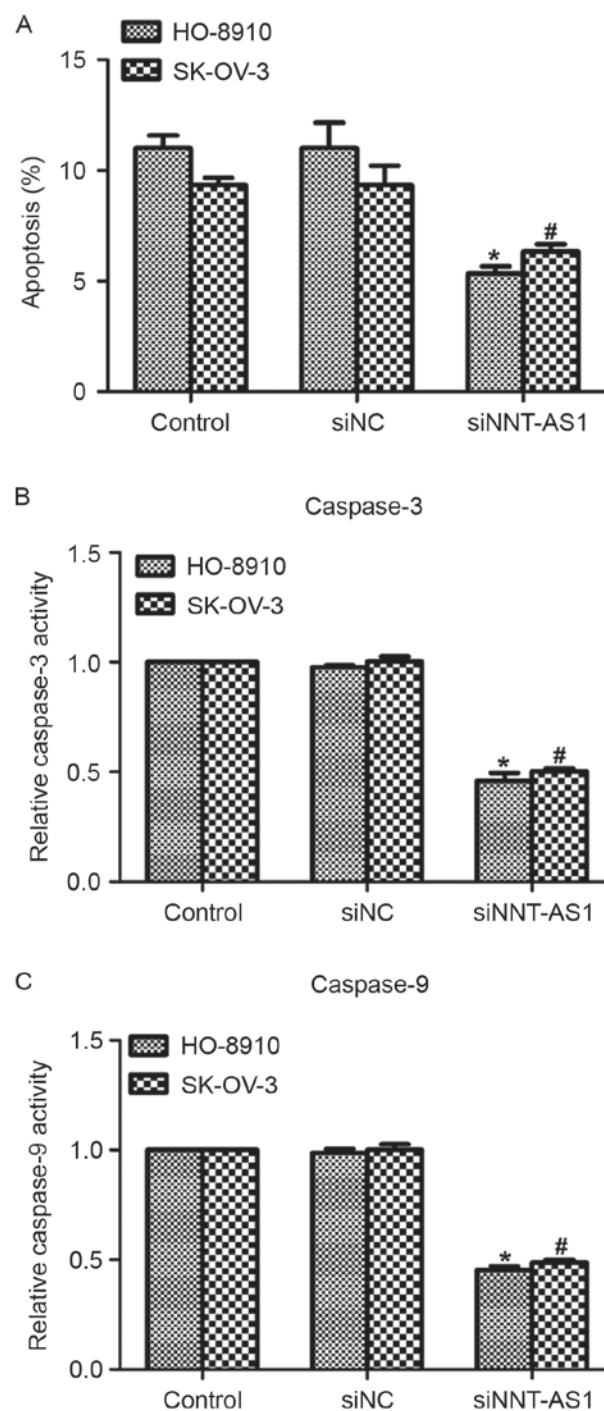 A
HO-8910
SK-OV-3
Apoptosis (%)
15
10
5
0
* #
Control siNC siNNT-AS1
B
Caspase-3
HO-8910
SK-OV-3
Relative caspase-3 activity
1.5
1.0
0.5
0.0
* #
Control siNC siNNT-AS1
C
Caspase-9
HO-8910
SK-OV-3
Relative caspase-9 activity
1.5
1.0
0.5
0.0
* #
Control siNC siNNT-AS1